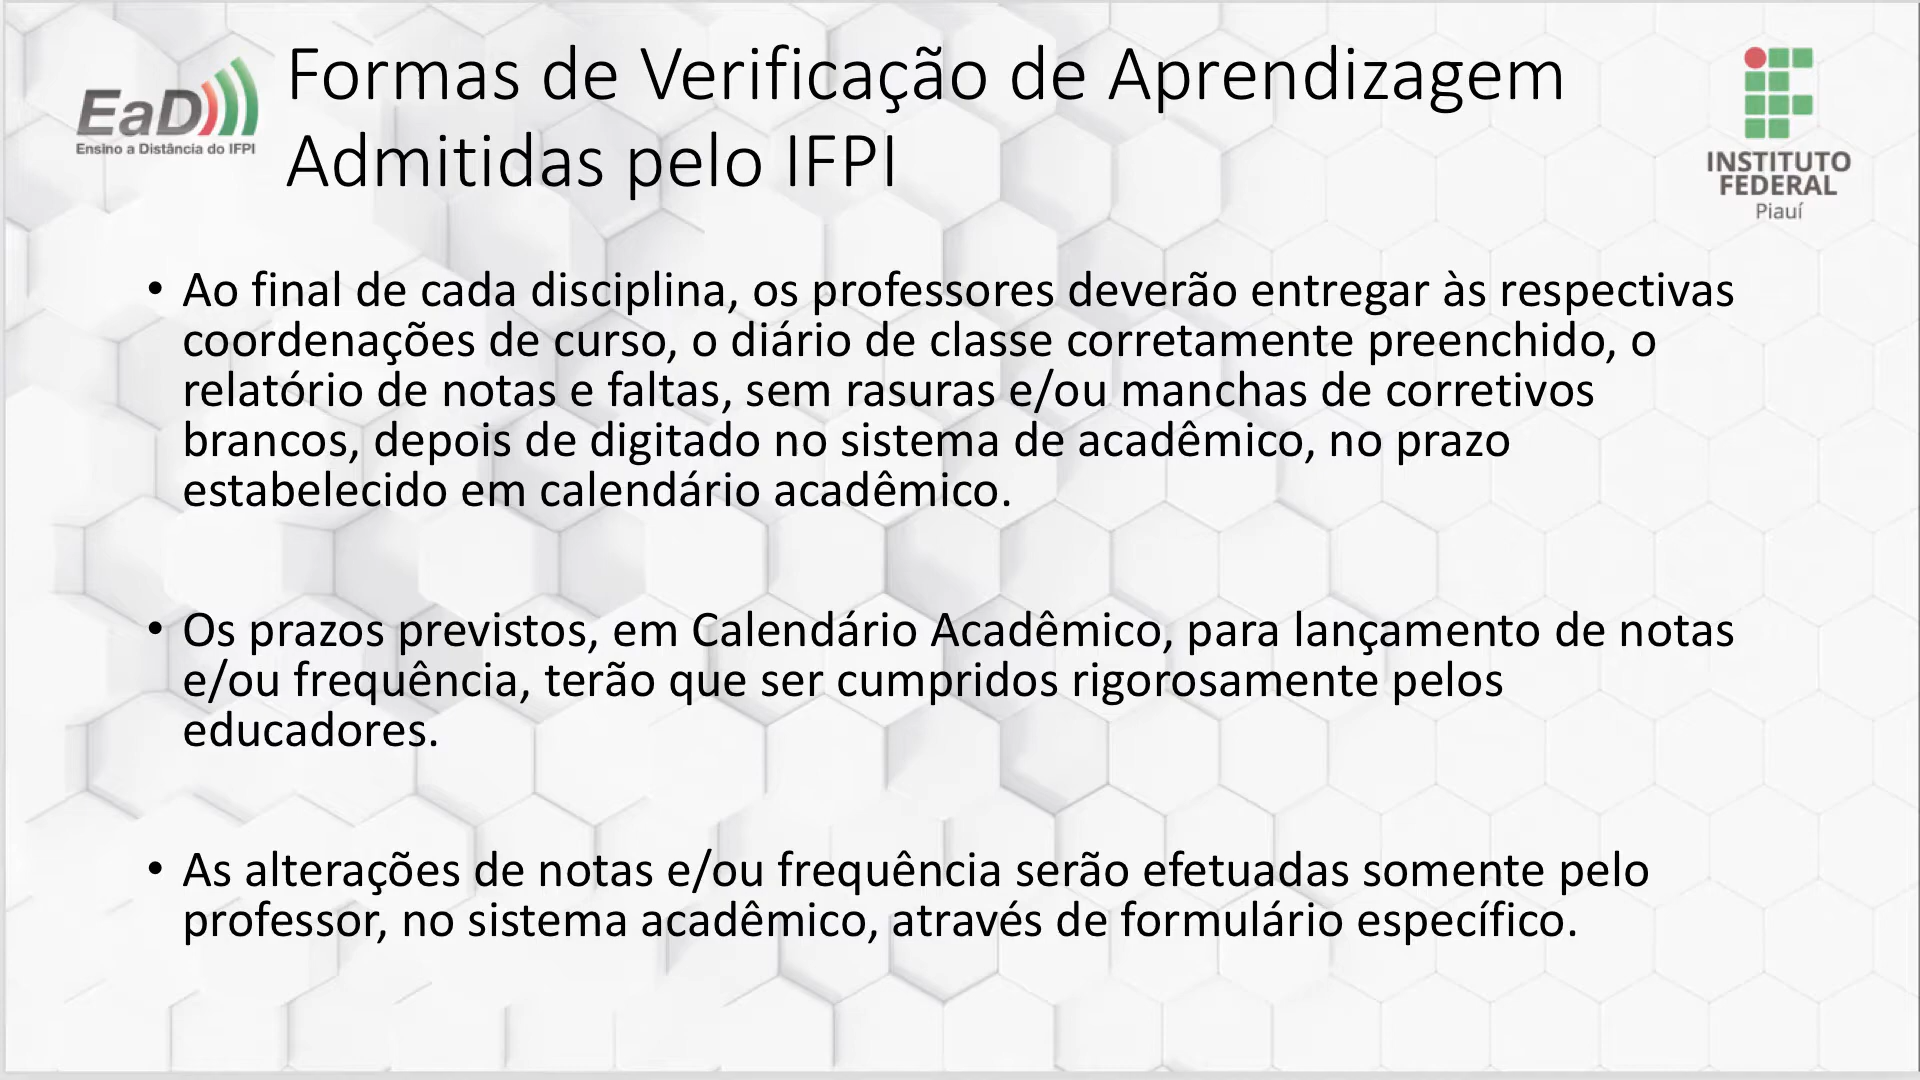 Formas de Verificação de Aprendizagem
Admitidas pelo IFPI
EaD
Ensino a Distância do IFPI
INSTITUTO
FEDERAL
Piauí
• Ao final de cada disciplina, os professores deverão entregar às respectivas
coordenações de curso, o diário de classe corretamente preenchido, o
relatório de notas e faltas, sem rasuras e/ou manchas de corretivos
brancos, depois de digitado no sistema de acadêmico, no prazo
estabelecido em calendário acadêmico.
• Os prazos previstos, em Calendário Acadêmico, para lançamento de notas
e/ou frequência, terão que ser cumpridos rigorosamente pelos
educadores.
• As alterações de notas e/ou frequência serão efetuadas somente pelo
professor, no sistema acadêmico, através de formulário específico.